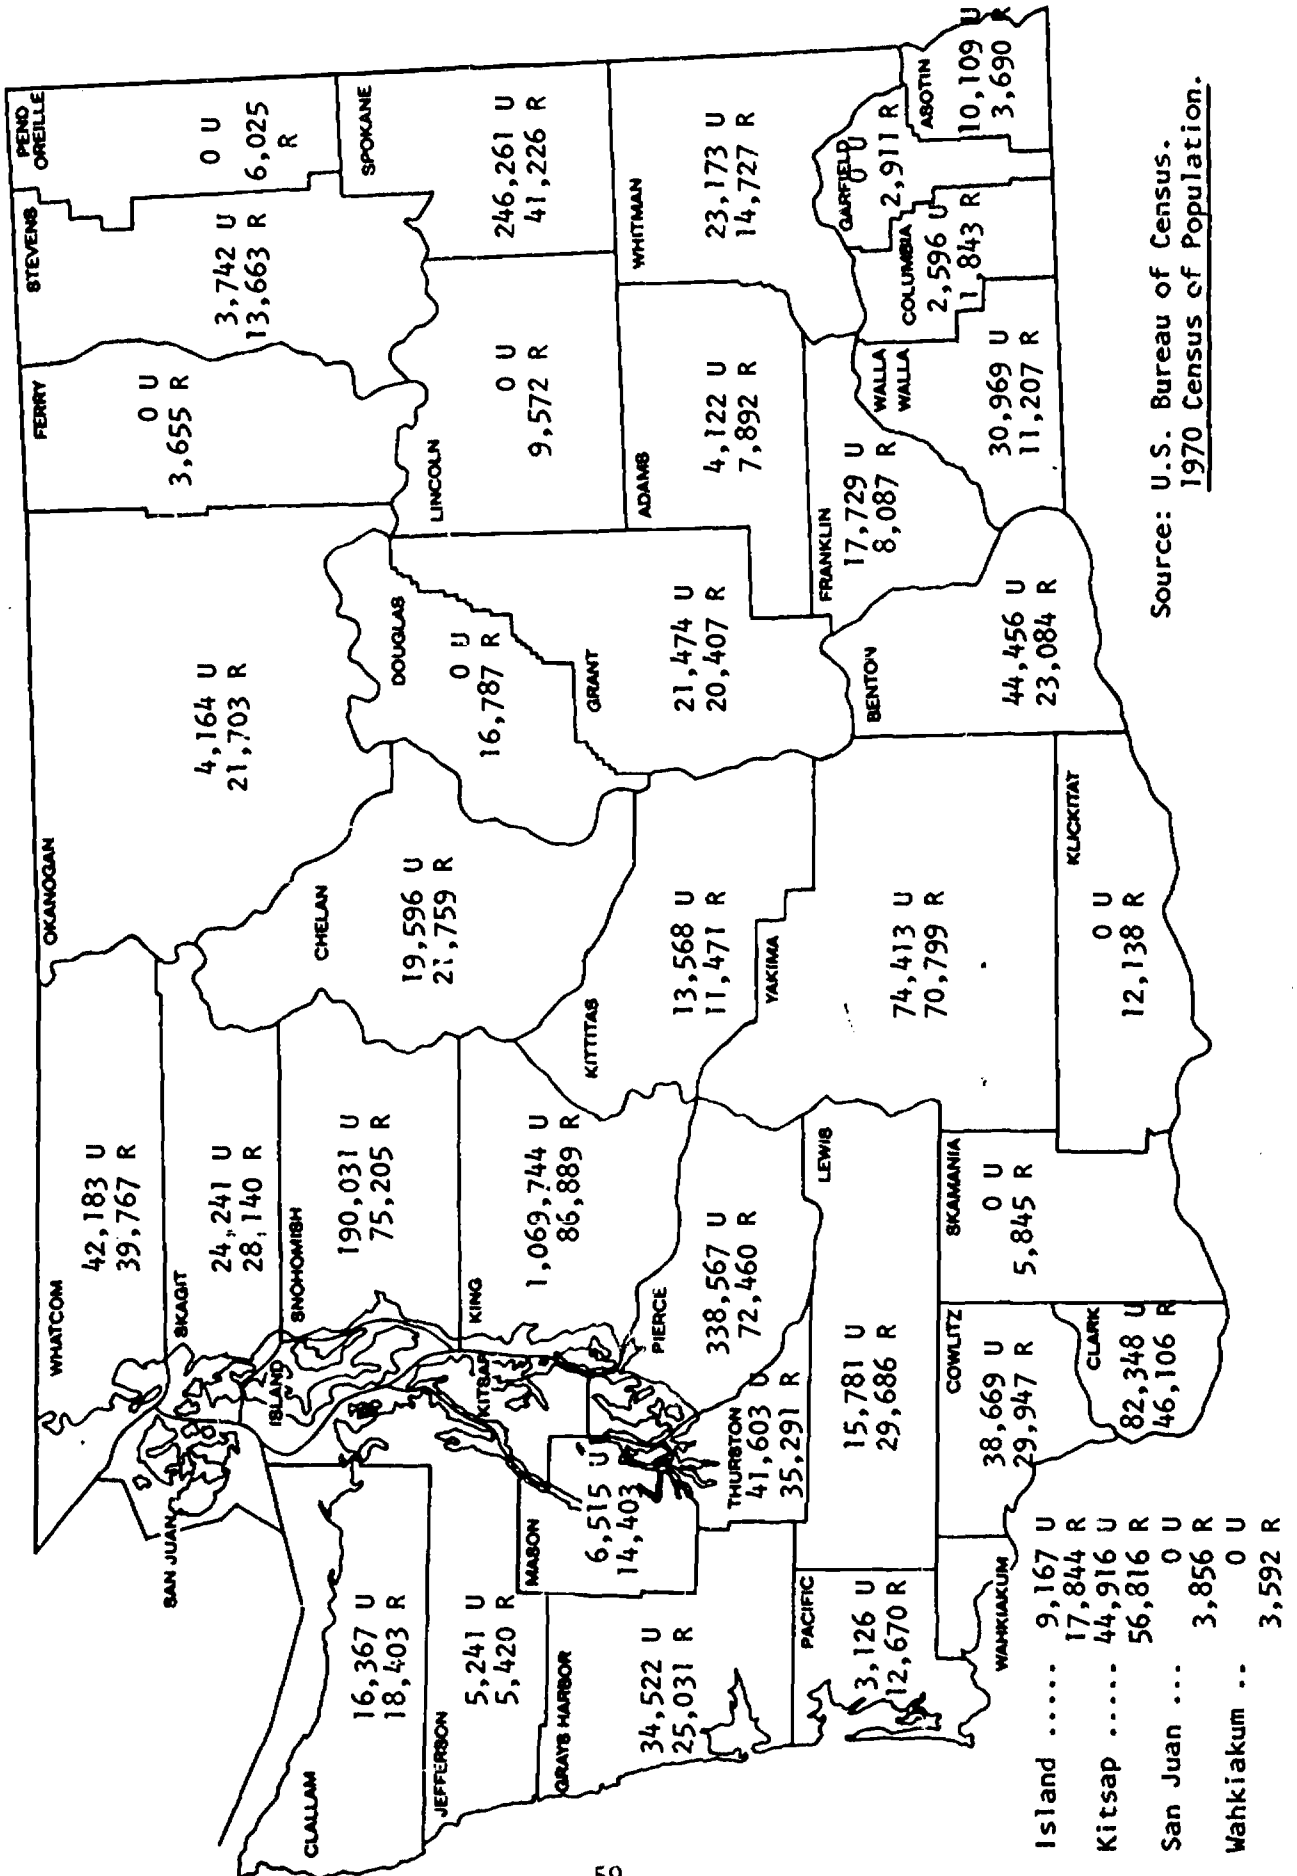 WHATCOM
42,183 U
39,767 R
OKANOGAN
4,164 U
21,703 R
FERRY
0 U
3,655 R
STEVENS
3,742 U
13,663 R
PEND
OREILLE
0 U
6,025
R
SAN JUAN
SKAGIT
24,241 U
28,140 R
ISLAND
SNOHOMISH
190,031 U
75,205 R
CHELAN
19,596 U
21,759 R
DOUGLAS
0 U
16,787 R
LINCOLN
0 U
9,572 R
SPOKANE
246,261 U
41,226 R
CLALLAM
16,367 U
18,403 R
JEFFERSON
5,241 U
5,420 R
KITSAP
KING
1,069,744 U
86,889 R
KITTITAS
13,568 U
11,471 R
GRANT
21,474 U
20,407 R
ADAMS
4,122 U
7,892 R
WHITMAN
23,173 U
14,727 R
GRAYS HARBOR
34,522 U
25,031 R
MASON
6,515 U
14,403
THURSTON
41,603 U
35,291 R
PIERCE
338,567 U
72,460 R
YAKIMA
74,413 U
70,799 R
BENTON
44,456 U
23,084 R
FRANKLIN
17,729 U
8,087 R
WALLA
WALLA
30,969 U
11,207 R
COLUMBIA
2,596 U
1,843 R
GARFIELD
0 U
2,911 R
ASOTIN
10,109 U
3,690 R
PACIFIC
3,126 U
12,670 R
LEWIS
15,781 U
29,686 R
WAHKIAKUM
COWLITZ
38,669 U
29,947 R
SKAMANIA
0 U
5,845 R
CLARK
82,348 U
46,106 R
KLICKITAT
0 U
12,138 R
Island ..... 9,167 U
17,844 R
Kitsap ..... 44,916 U
56,816 R
San Juan ... 0 U
3,856 R
Wahkiakum .. 0 U
3,592 R
Source: U.S. Bureau of Census.
1970 Census of Population.